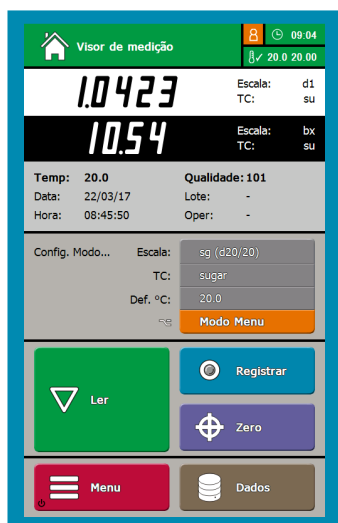 Visor de medição
8 09:04
8✓ 20.0 20.00
1.0423 Escala: d1
TC: su
10.54 Escala: bx
TC: su
Temp: 20.0 Qualidade: 101
Data: 22/03/17 Lote: -
Hora: 08:45:50 Oper: -
Config. Modo... Escala: sg (d20/20)
TC: sugar
Def. ºC: 20.0
Modo Menu
Ler
Registrar
Zero
Menu
Dados